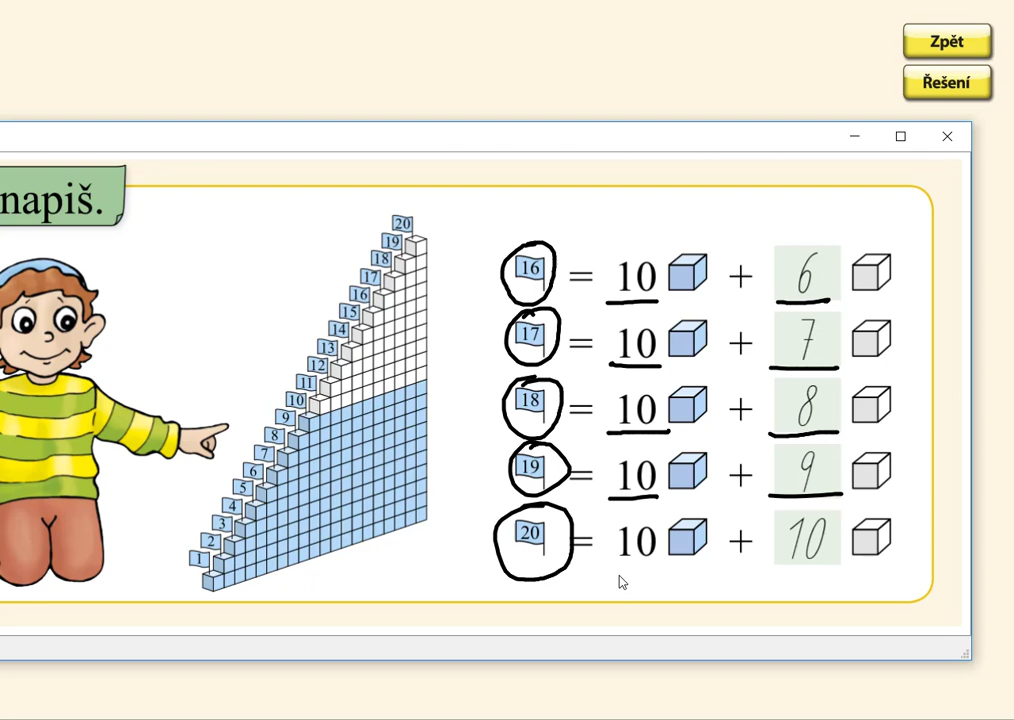 Zpět
Řešení
napiš.
20
19
18
17
16
15
14
13
12
11
10
9
8
7
6
5
4
3
2
1
16 = 10 + 6
17 = 10 + 7
18 = 10 + 8
19 = 10 + 9
20 = 10 + 10